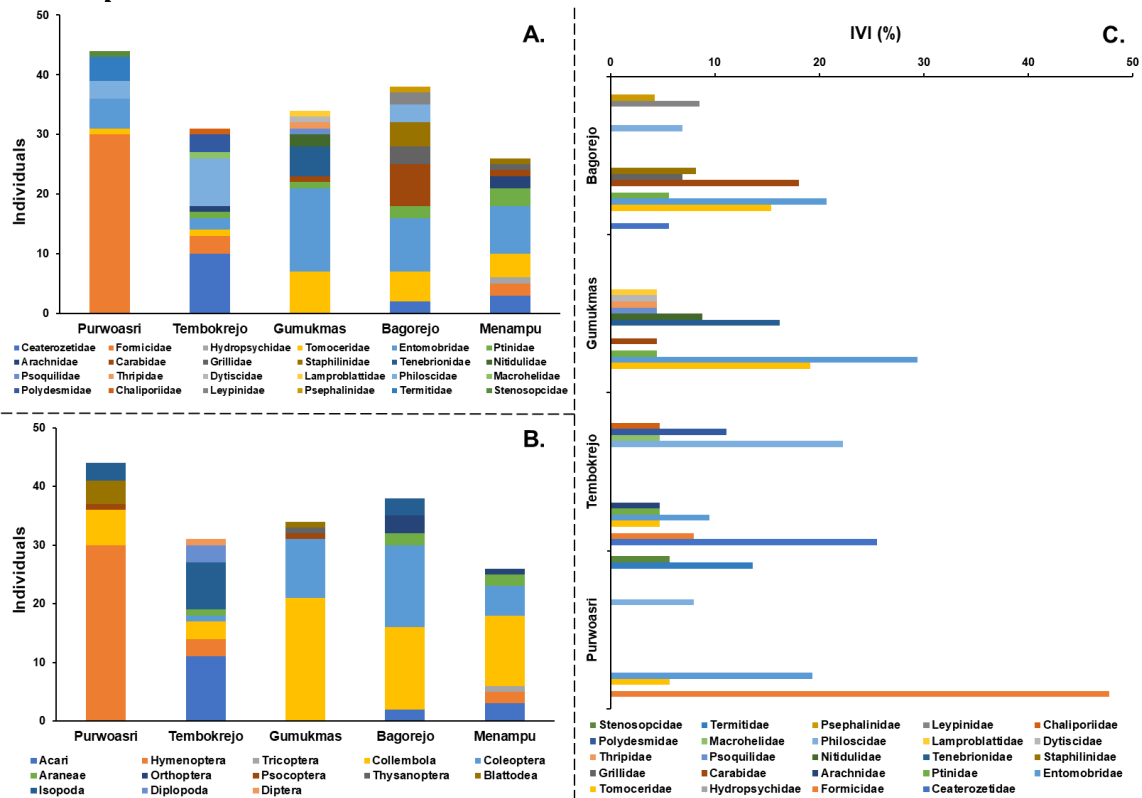 A.
50
40
30
20
10
0
Individuals
Purwoasri Tembokrejo Gumukmas Bagorejo Menampu
Ceaterozetidae Formicidae Hydropsychidae Tomoceridae Entomobridae Ptinidae
Arachnidae Carabidae Grillidae Staphilinidae Tenebrionidae Nitidulidae
Psoquilidae Thripidae Dytiscidae Lamproblattidae Philoscidae Macrohelidae
Polydesmidae Chaliporiidae Leypinidae Psephalinidae Termitidae Stenosopcidae
B.
50
40
30
20
10
0
Individuals
Purwoasri Tembokrejo Gumukmas Bagorejo Menampu
Acari Hymenoptera Tricoptera Collembola Coleoptera
Araneae Orthoptera Psocoptera Thysanoptera Blattodea
Isopoda Diplopoda Diptera
IVI (%)
C.
0 10 20 30 40 50
Bagorejo
Gumukmas
Tembokrejo
Purwoasri
Stenosopcidae Termitidae Psephalinidae Leypinidae Chaliporiidae
Polydesmidae Macrohelidae Philoscidae Lamproblattidae Dytiscidae
Thripidae Psoquilidae Nitidulidae Tenebrionidae Staphilinidae
Grillidae Carabidae Arachnidae Ptinidae Entomobridae
Tomoceridae Hydropsychidae Formicidae Ceaterozetidae